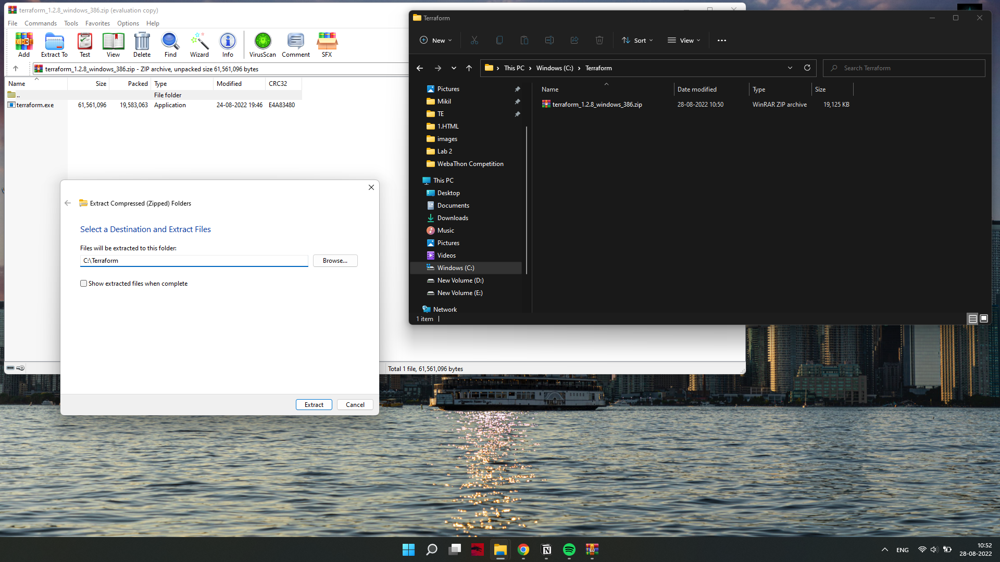 terraform_1.2.8_windows_386.zip (evaluation copy)
File Commands Tools Favorites Options Help
Add Extract To Test View Delete Find Wizard Info VirusScan Comment SFX
terraform_1.2.8_windows_386.zip - ZIP archive, unpacked size 61,561,096 bytes
Name Size Packed Type Modified CRC32
.. File folder
terraform.exe 61,561,096 19,583,063 Application 24-08-2022 19:46 E4A83480
Total 1 file, 61,561,096 bytes
Extract Compressed (Zipped) Folders
Select a Destination and Extract Files
Files will be extracted to this folder:
C:\Terraform
Browse...
Show extracted files when complete
Extract Cancel
Terraform
New Sort View
This PC Windows (C:) Terraform
Search Terraform
Pictures
Mikil
TE
1.HTML
images
Lab 2
WebaThon Competition
This PC
Desktop
Documents
Downloads
Music
Pictures
Videos
Windows (C:)
New Volume (D:)
New Volume (E:)
Network
Name Date modified Type Size
terraform_1.2.8_windows_386.zip 28-08-2022 10:50 WinRAR ZIP archive 19,125 KB
1 item
TRILLIUM
ENG
10:52
28-08-2022